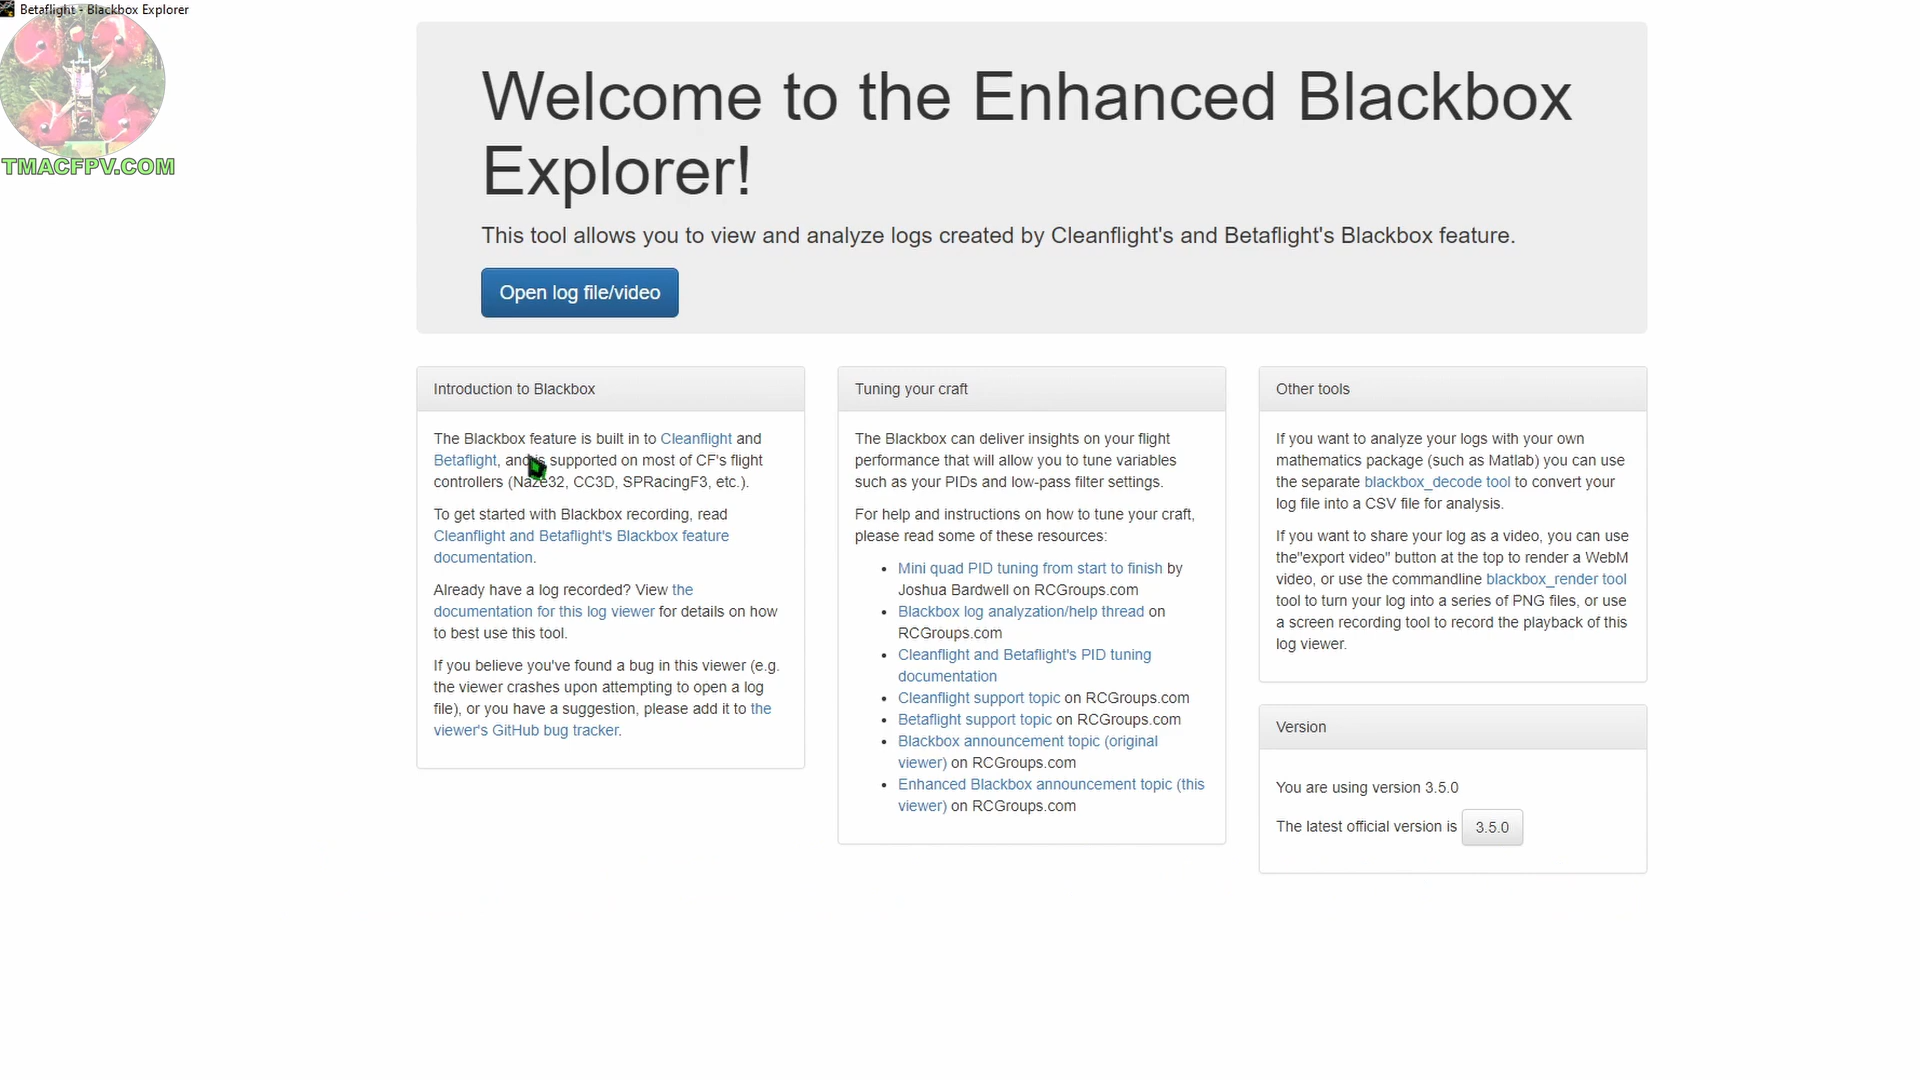 Betaflight - Blackbox Explorer
TMACFPV.COM
Welcome to the Enhanced Blackbox
Explorer!
This tool allows you to view and analyze logs created by Cleanflight's and Betaflight's Blackbox feature.
Open log file/video
Introduction to Blackbox
The Blackbox feature is built in to Cleanflight and
Betaflight, and is supported on most of CF's flight
controllers (Naze32, CC3D, SPRacingF3, etc.).
To get started with Blackbox recording, read
Cleanflight and Betaflight's Blackbox feature
documentation.
Already have a log recorded? View the
documentation for this log viewer for details on how
to best use this tool.
If you believe you've found a bug in this viewer (e.g.
the viewer crashes upon attempting to open a log
file), or you have a suggestion, please add it to the
viewer's GitHub bug tracker.
Tuning your craft
The Blackbox can deliver insights on your flight
performance that will allow you to tune variables
such as your PIDs and low-pass filter settings.
For help and instructions on how to tune your craft,
please read some of these resources:
• Mini quad PID tuning from start to finish by
Joshua Bardwell on RCGroups.com
• Blackbox log analyzation/help thread on
RCGroups.com
• Cleanflight and Betaflight's PID tuning
documentation
• Cleanflight support topic on RCGroups.com
• Betaflight support topic on RCGroups.com
• Blackbox announcement topic (original
viewer) on RCGroups.com
• Enhanced Blackbox announcement topic (this
viewer) on RCGroups.com
Other tools
If you want to analyze your logs with your own
mathematics package (such as Matlab) you can use
the separate blackbox_decode tool to convert your
log file into a CSV file for analysis.
If you want to share your log as a video, you can use
the"export video" button at the top to render a WebM
video, or use the commandline blackbox_render tool
tool to turn your log into a series of PNG files, or use
a screen recording tool to record the playback of this
log viewer.
Version
You are using version 3.5.0
The latest official version is 3.5.0